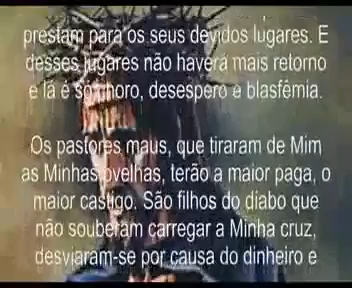 prestam para os seus devidos lugares. E
desses lugares não haverá mais retorno
e lá é só choro, desespero e blasfêmia.
Os pastores maus, que tiraram de Mim
as Minhas ovelhas, terão a maior paga, o
maior castigo. São filhos do diabo que
não souberam carregar a Minha cruz,
desviaram-se por causa do dinheiro e